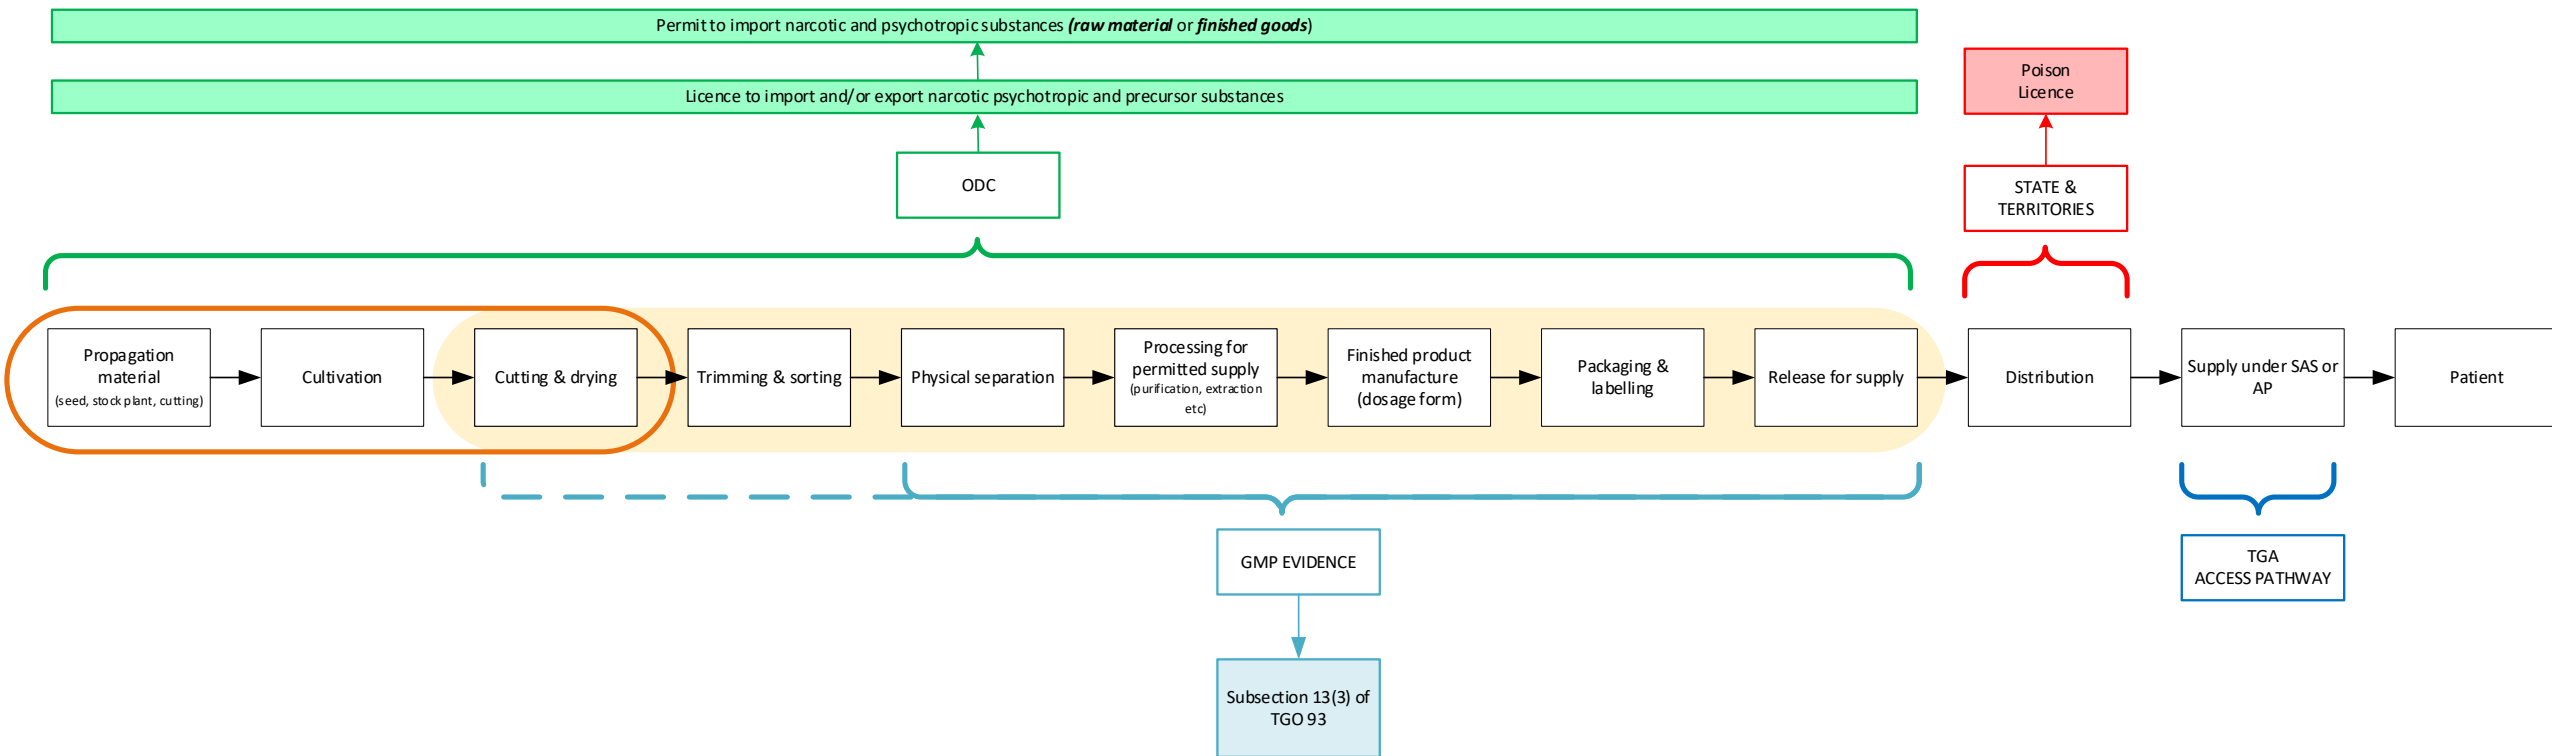 Permit to import narcotic and psychotropic substances (raw material or finished goods)
Licence to import and/or export narcotic psychotropic and precursor substances
Poison
Licence
ODC
STATE &
TERRITORIES
Propagation
material
(seed, stock plant, cutting)
Cultivation
Cutting & drying
Trimming & sorting
Physical separation
Processing for
permitted supply
(purification, extraction
etc)
Finished product
manufacture
(dosage form)
Packaging &
labelling
Release for supply
Distribution
Supply under SAS or
AP
Patient
GMP EVIDENCE
TGA
ACCESS PATHWAY
Subsection 13(3) of
TGO 93